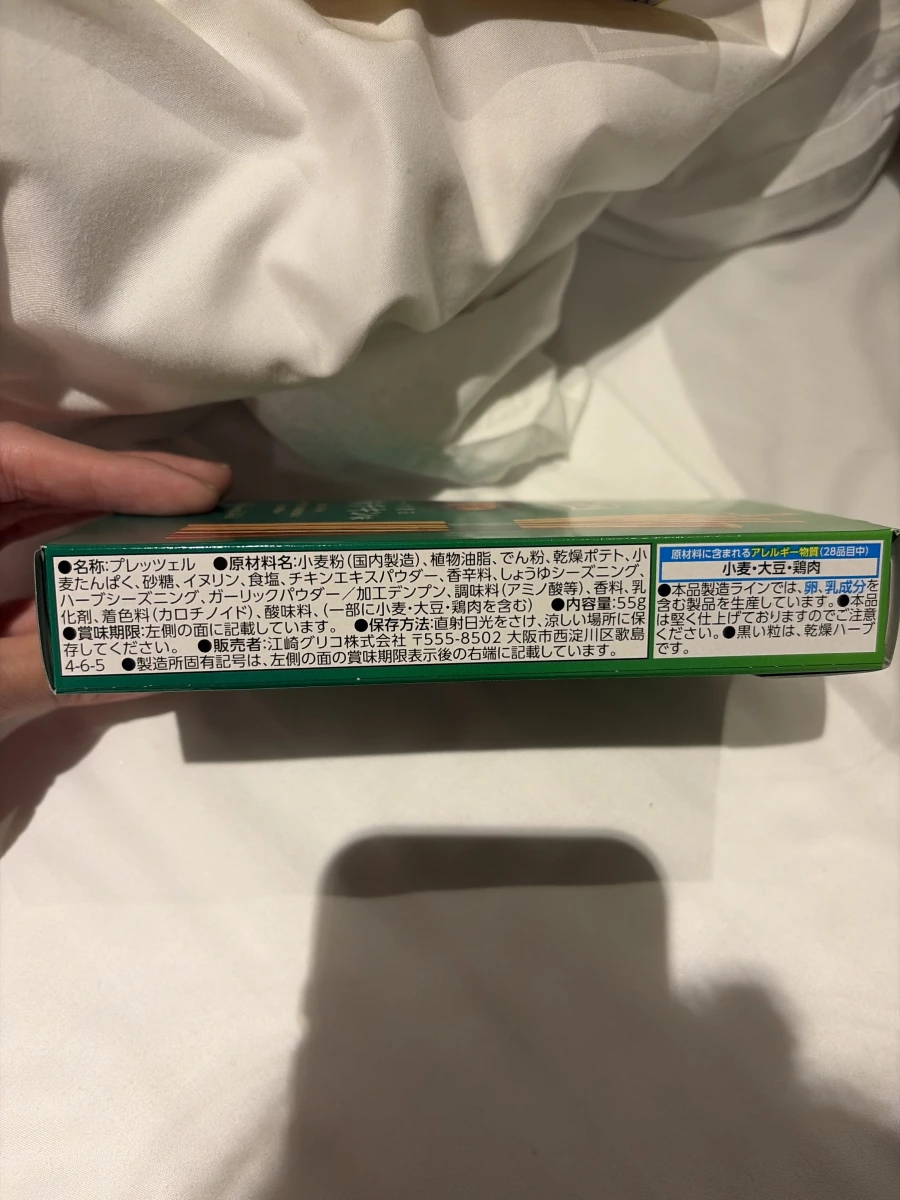 ●名称:プレッツェル ●原材料名:小麦粉(国内製造)、植物油脂、でん粉、乾燥ポテト、小
麦たんぱく、砂糖、イヌリン、食塩、チキンエキスパウダー、香辛料、しょうゆシーズニング、
ハーブシーズニング、ガーリックパウダー/加工デンプン、調味料(アミノ酸等)、香料、乳
化剤、着色料(カロチノイド)、酸味料、(一部に小麦・大豆・鶏肉を含む) ●内容量:55g
●賞味期限:左側の面に記載しています。 ●保存方法:直射日光をさけ、涼しい場所に保
存してください。 ●販売者:江崎グリコ株式会社 〒555-8502 大阪市西淀川区歌島
4-6-5 ●製造所固有記号は、左側の面の賞味期限表示後の右端に記載しています。
原材料に含まれるアレルギー物質(28品目中)
小麦・大豆・鶏肉
●本品製造ラインでは、卵、乳成分を
含む製品を生産しています。●本品
は堅く仕上げておりますのでご注意
ください。●黒い粒は、乾燥ハーブ
です。